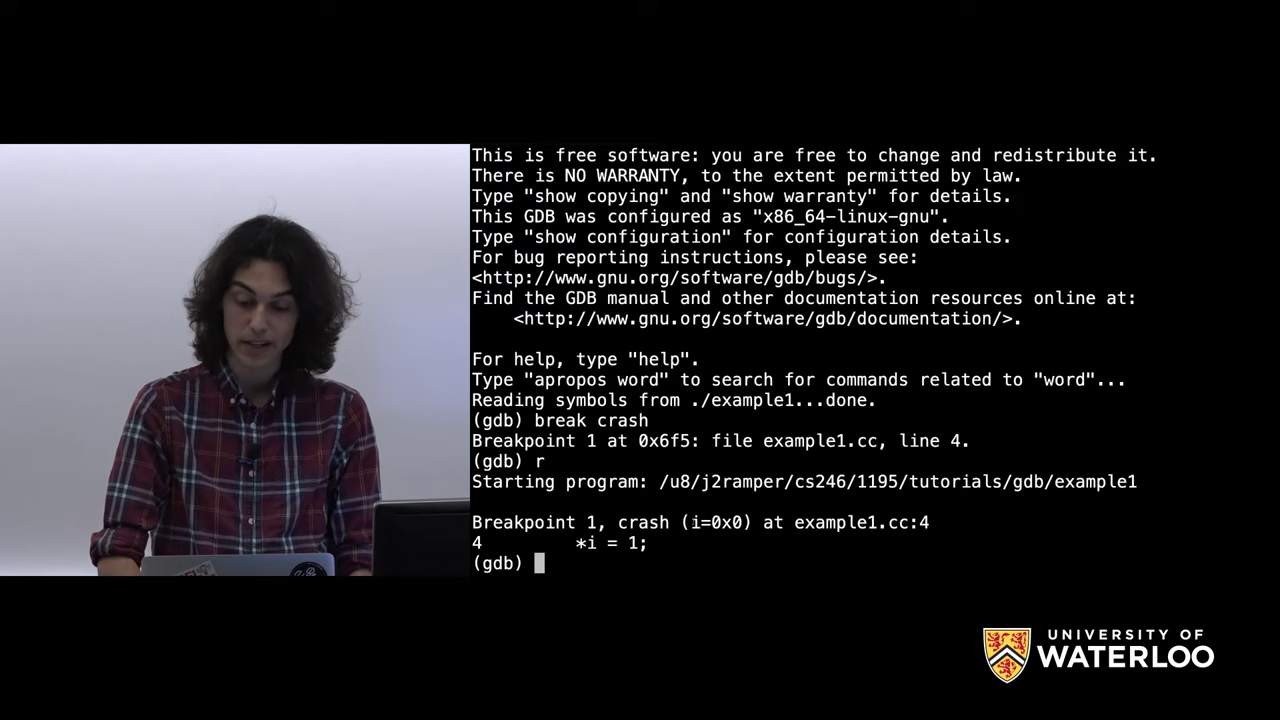 This is free software: you are free to change and redistribute it.
There is NO WARRANTY, to the extent permitted by law.
Type "show copying" and "show warranty" for details.
This GDB was configured as "x86_64-linux-gnu".
Type "show configuration" for configuration details.
For bug reporting instructions, please see:
<http://www.gnu.org/software/gdb/bugs/>.
Find the GDB manual and other documentation resources online at:
<http://www.gnu.org/software/gdb/documentation/>.
For help, type "help".
Type "apropos word" to search for commands related to "word"...
Reading symbols from ./example1...done.
(gdb) break crash
Breakpoint 1 at 0x6f5: file example1.cc, line 4.
(gdb) r
Starting program: /u8/j2ramper/cs246/1195/tutorials/gdb/example1
Breakpoint 1, crash (i=0x0) at example1.cc:4
4 *i = 1;
(gdb)
UNIVERSITY OF
WATERLOO